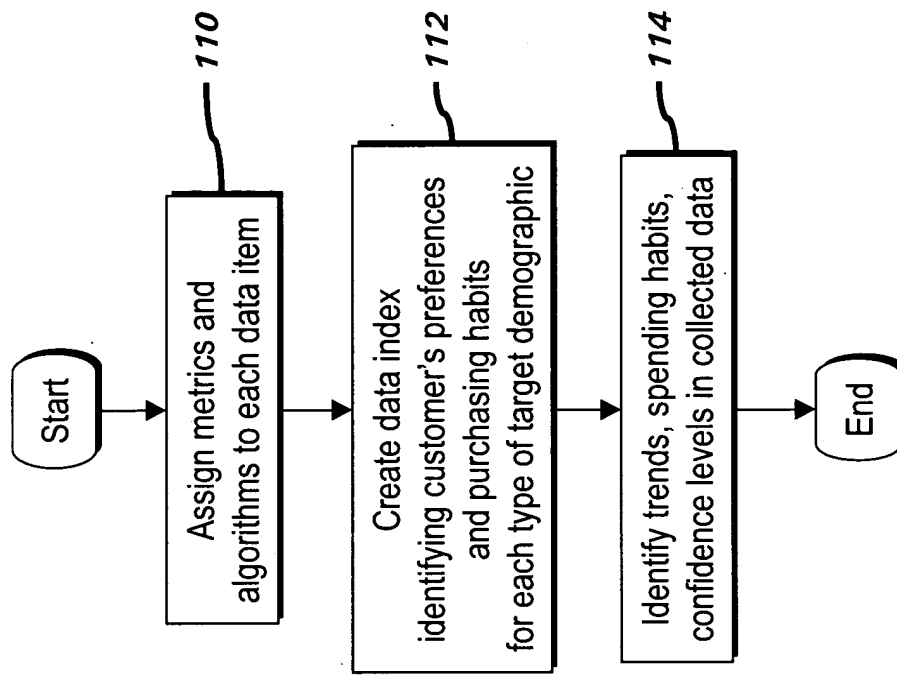 Start
110
Assign metrics and
algorithms to each data item
112
Create data index
identifying customer's preferences
and purchasing habits
for each type of target demographic
114
Identify trends, spending habits,
confidence levels in collected data
End